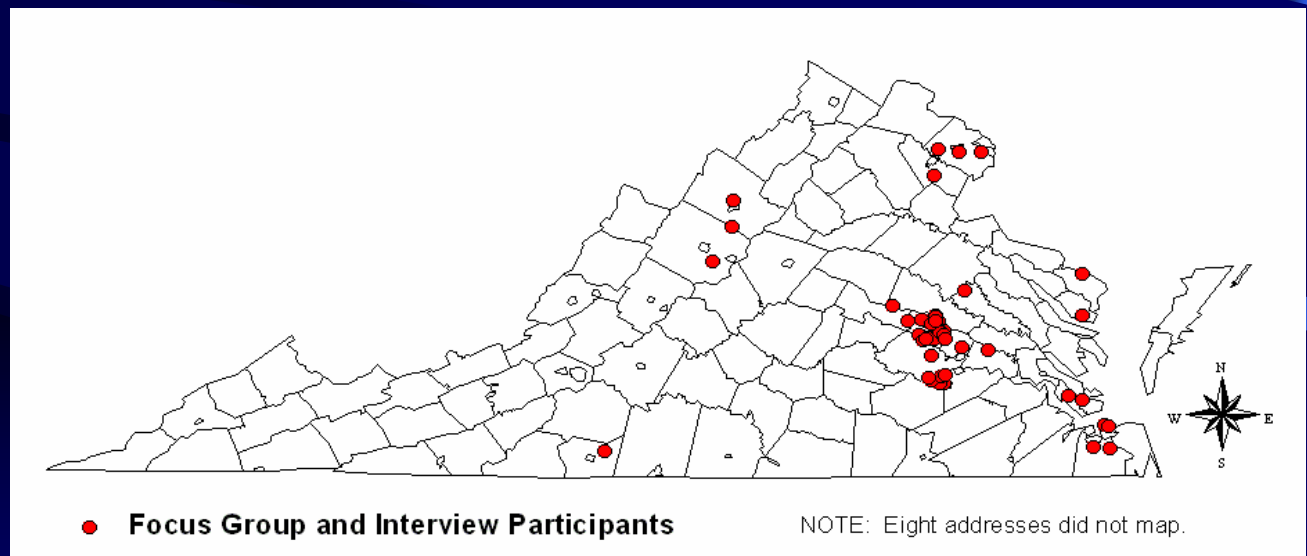 N
W E
S
Focus Group and Interview Participants
NOTE: Eight addresses did not map.